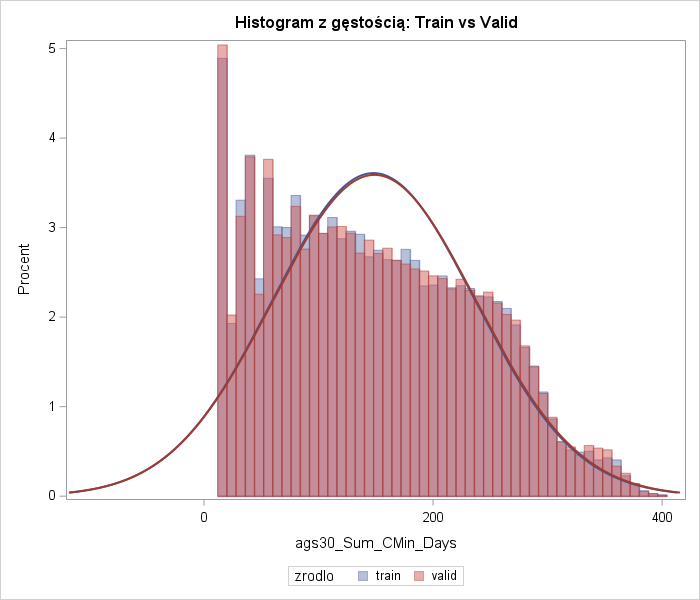 Histogram z gęstością: Train vs Valid
Procent
5
4
3
2
1
0
0
200
400
ags30_Sum_CMin_Days
zrodlo
train
valid